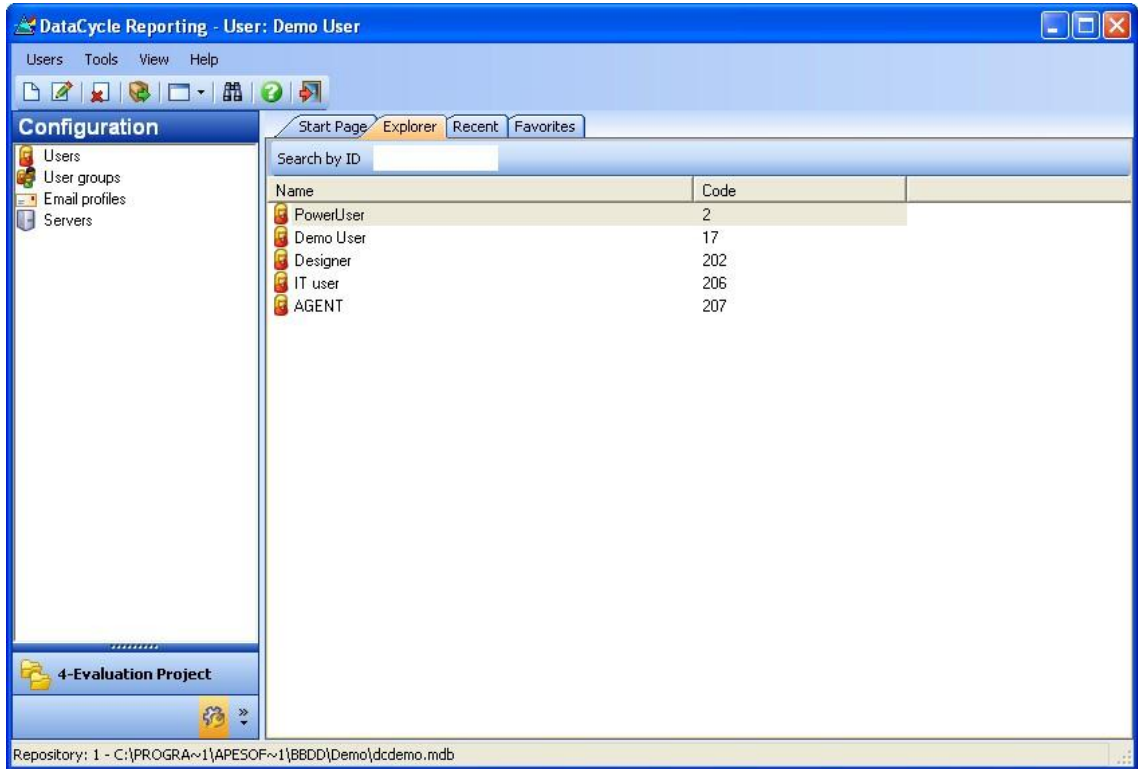 DataCycle Reporting - User: Demo User
Users Tools View Help
Configuration
Users
User groups
Email profiles
Servers
4-Evaluation Project
Start Page Explorer Recent Favorites
Search by ID
Name Code
PowerUser 2
Demo User 17
Designer 202
IT user 206
AGENT 207
Repository: 1 - C:\PROGRA~1\APESOF~1\BBDD\Demo\dcdemo.mdb